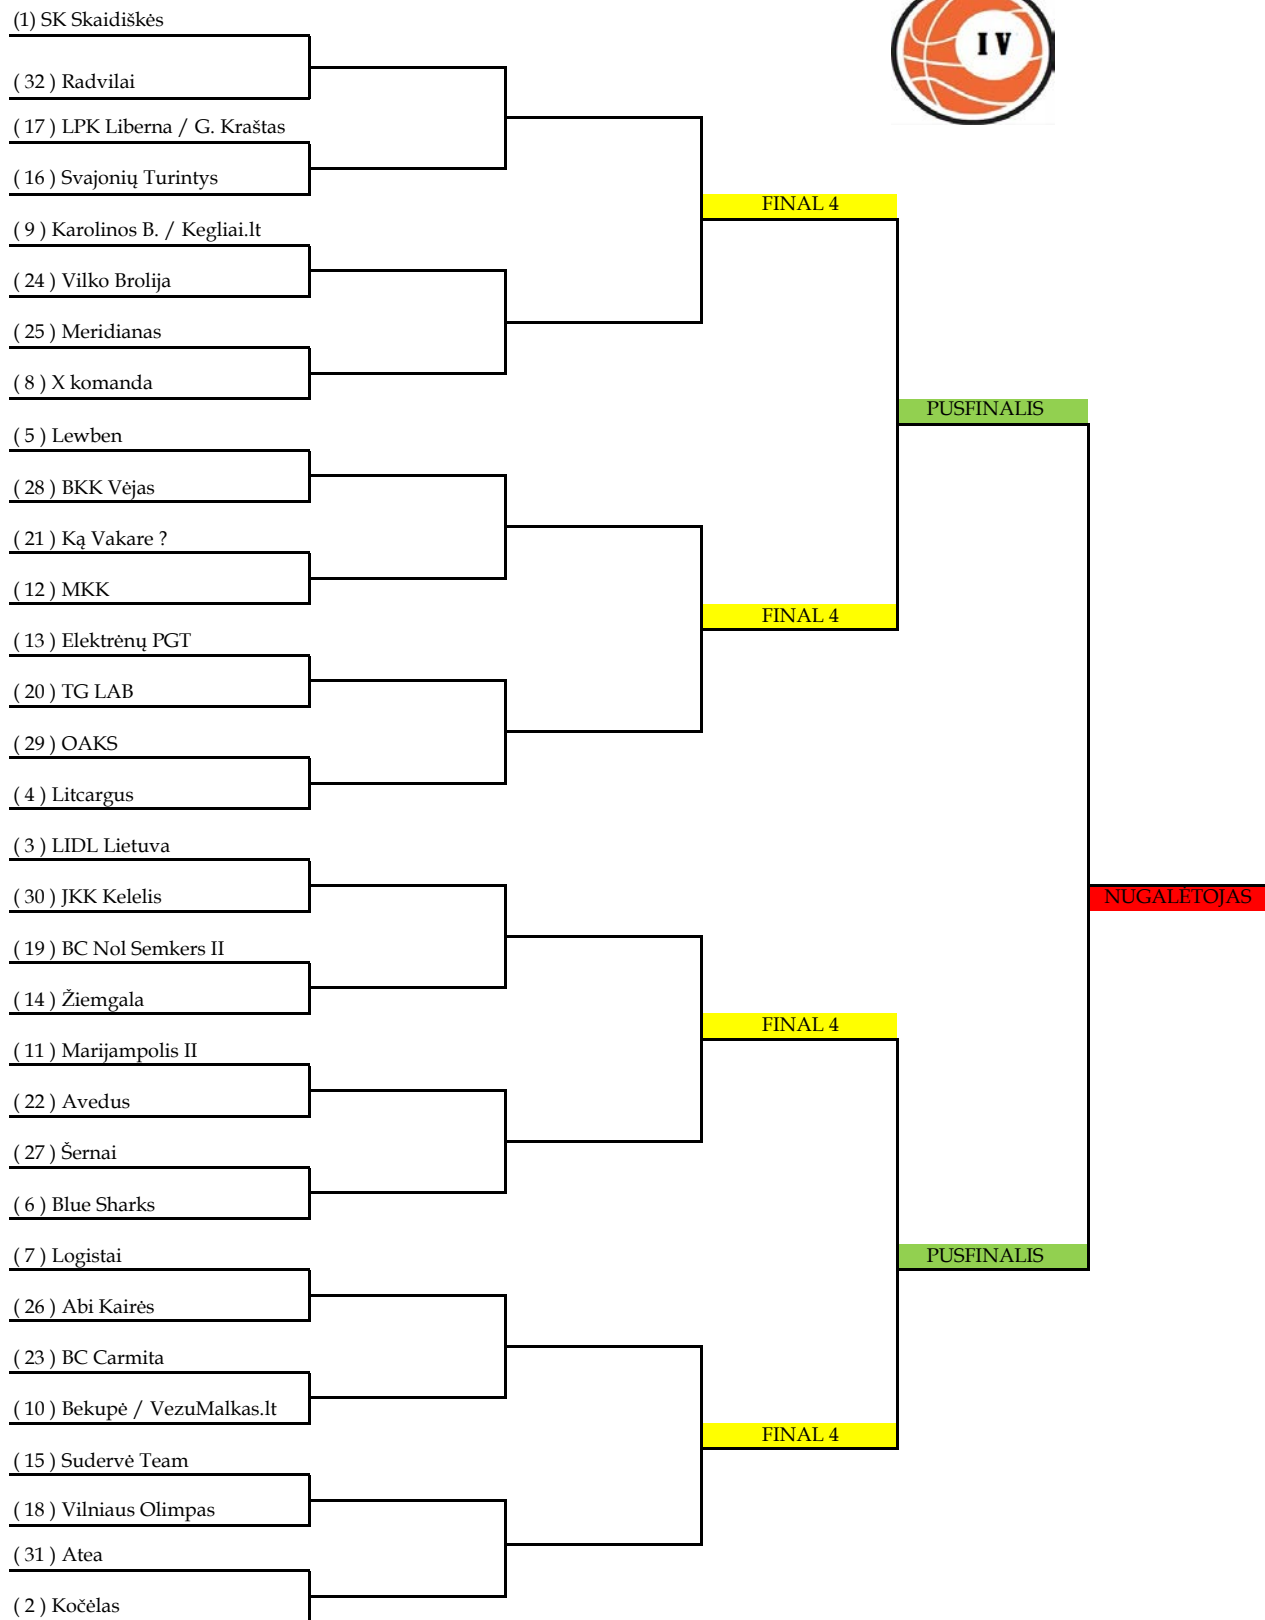 IV
(1) SK Skaidiškės
( 32 ) Radvilai
( 17 ) LPK Liberna / G. Kraštas
( 16 ) Svajonių Turintys
FINAL 4
( 9 ) Karolinos B. / Kegliai.lt
( 24 ) Vilko Brolija
( 25 ) Meridianas
( 8 ) X komanda
PUSFINALIS
( 5 ) Lewben
( 28 ) BKK Vėjas
( 21 ) Ką Vakare ?
( 12 ) MKK
FINAL 4
( 13 ) Elektrėnų PGT
( 20 ) TG LAB
( 29 ) OAKS
( 4 ) Litcargus
( 3 ) LIDL Lietuva
( 30 ) JKK Kelelis
NUGALĖTOJAS
( 19 ) BC Nol Semkers II
( 14 ) Žiemgala
FINAL 4
( 11 ) Marijampolis II
( 22 ) Avedus
( 27 ) Šernai
( 6 ) Blue Sharks
( 7 ) Logistai
PUSFINALIS
( 26 ) Abi Kairės
( 23 ) BC Carmita
( 10 ) Bekupė / VezuMalkas.lt
FINAL 4
( 15 ) Sudervė Team
( 18 ) Vilniaus Olimpas
( 31 ) Atea
( 2 ) Kočėlas